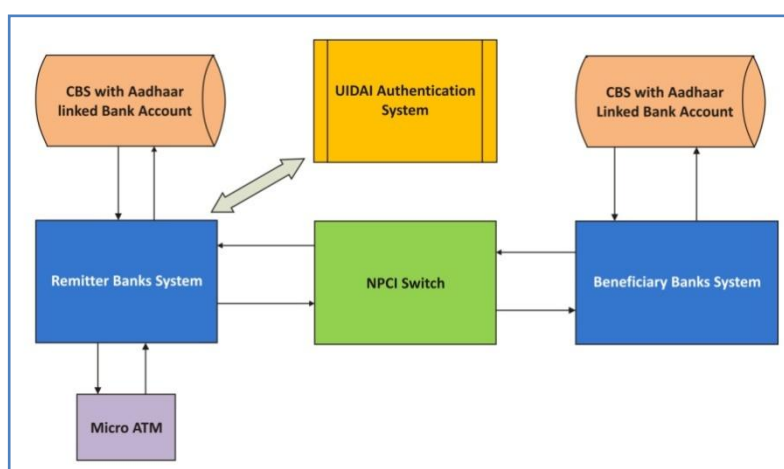 CBS with Aadhaar
linked Bank Account
UIDAI Authentication
System
CBS with Aadhaar
Linked Bank Account
Remitter Banks System
NPCI Switch
Beneficiary Banks System
Micro ATM